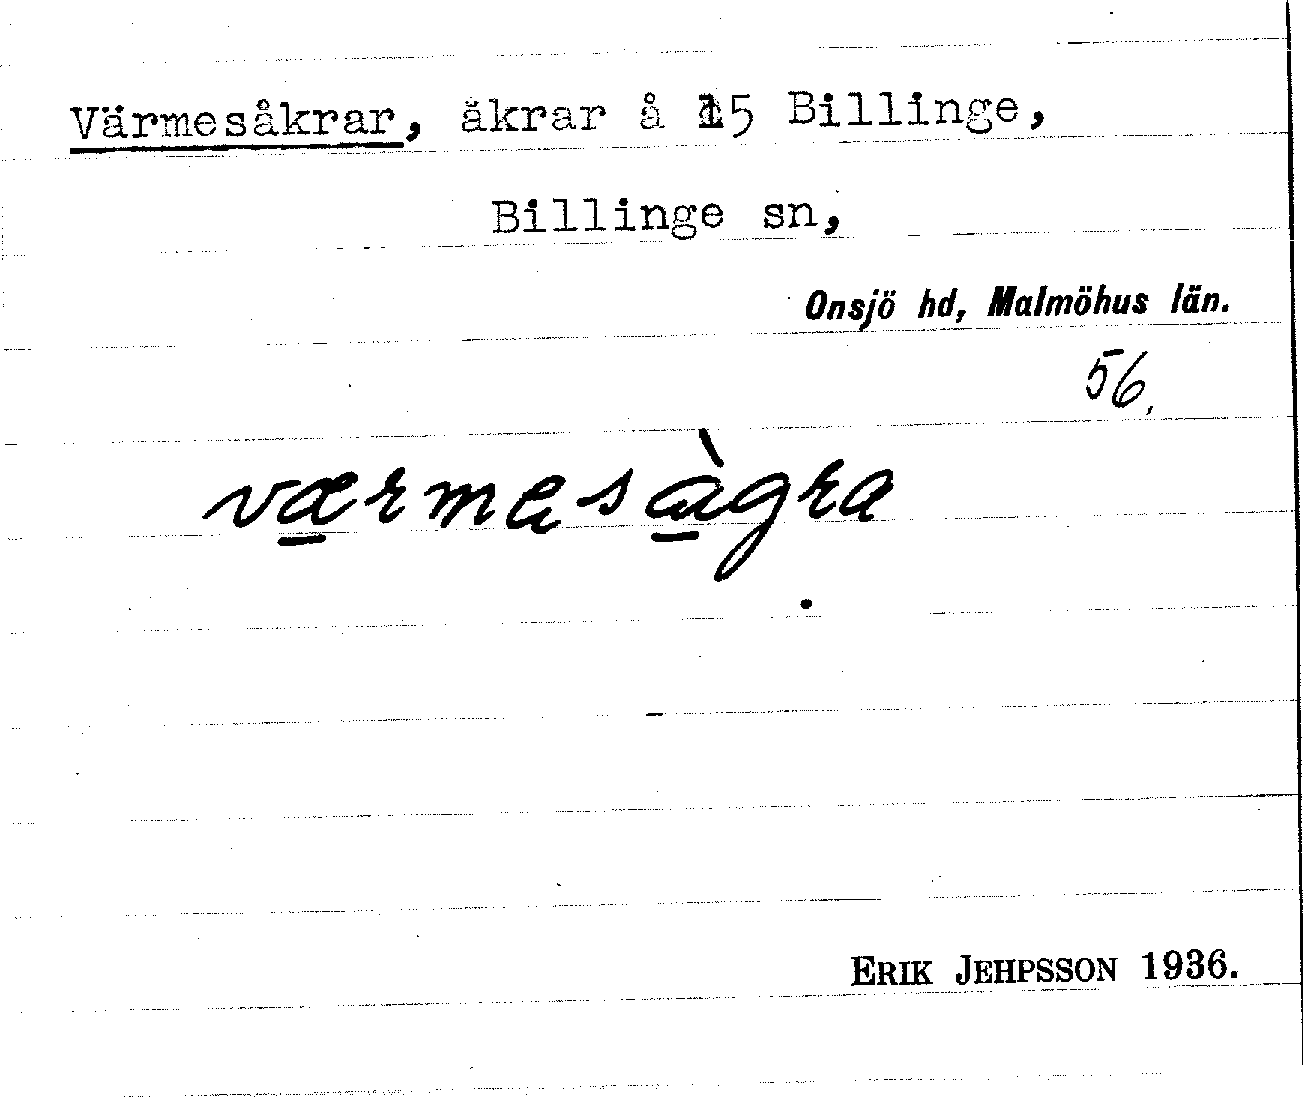 Värmesåkrar, åkrar å 15 Billinge,
Billinge sn,
Onsjö hd, Malmöhus län.
56.
værmesàgra
ERIK JEHPSSON 1936.